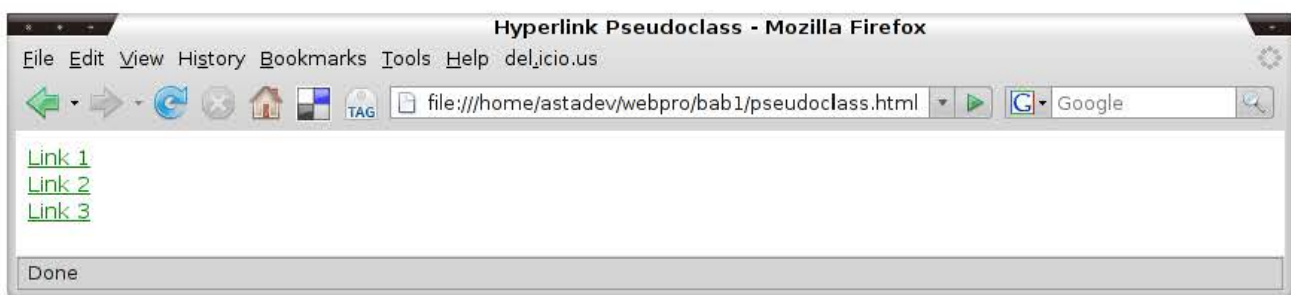 Hyperlink Pseudoclass - Mozilla Firefox
File Edit View History Bookmarks Tools Help del.icio.us
TAG file:///home/astadev/webpro/bab1/pseudoclass.html G Google
Link 1
Link 2
Link 3
Done